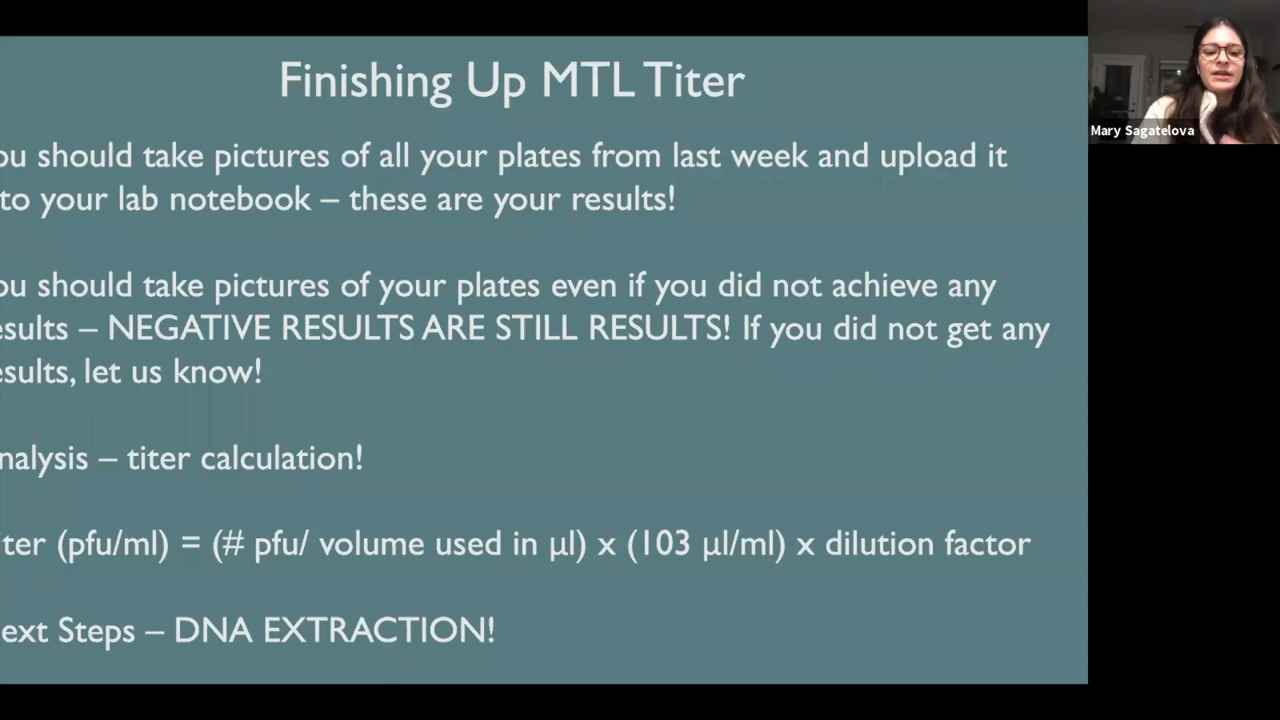 Finishing Up MTL Titer
ou should take pictures of all your plates from last week and upload it
to your lab notebook – these are your results!
ou should take pictures of your plates even if you did not achieve any
esults – NEGATIVE RESULTS ARE STILL RESULTS! If you did not get any
esults, let us know!
nalysis – titer calculation!
ter (pfu/ml) = (# pfu/ volume used in µl) x (103 µl/ml) x dilution factor
ext Steps – DNA EXTRACTION!
Mary Sagatelova